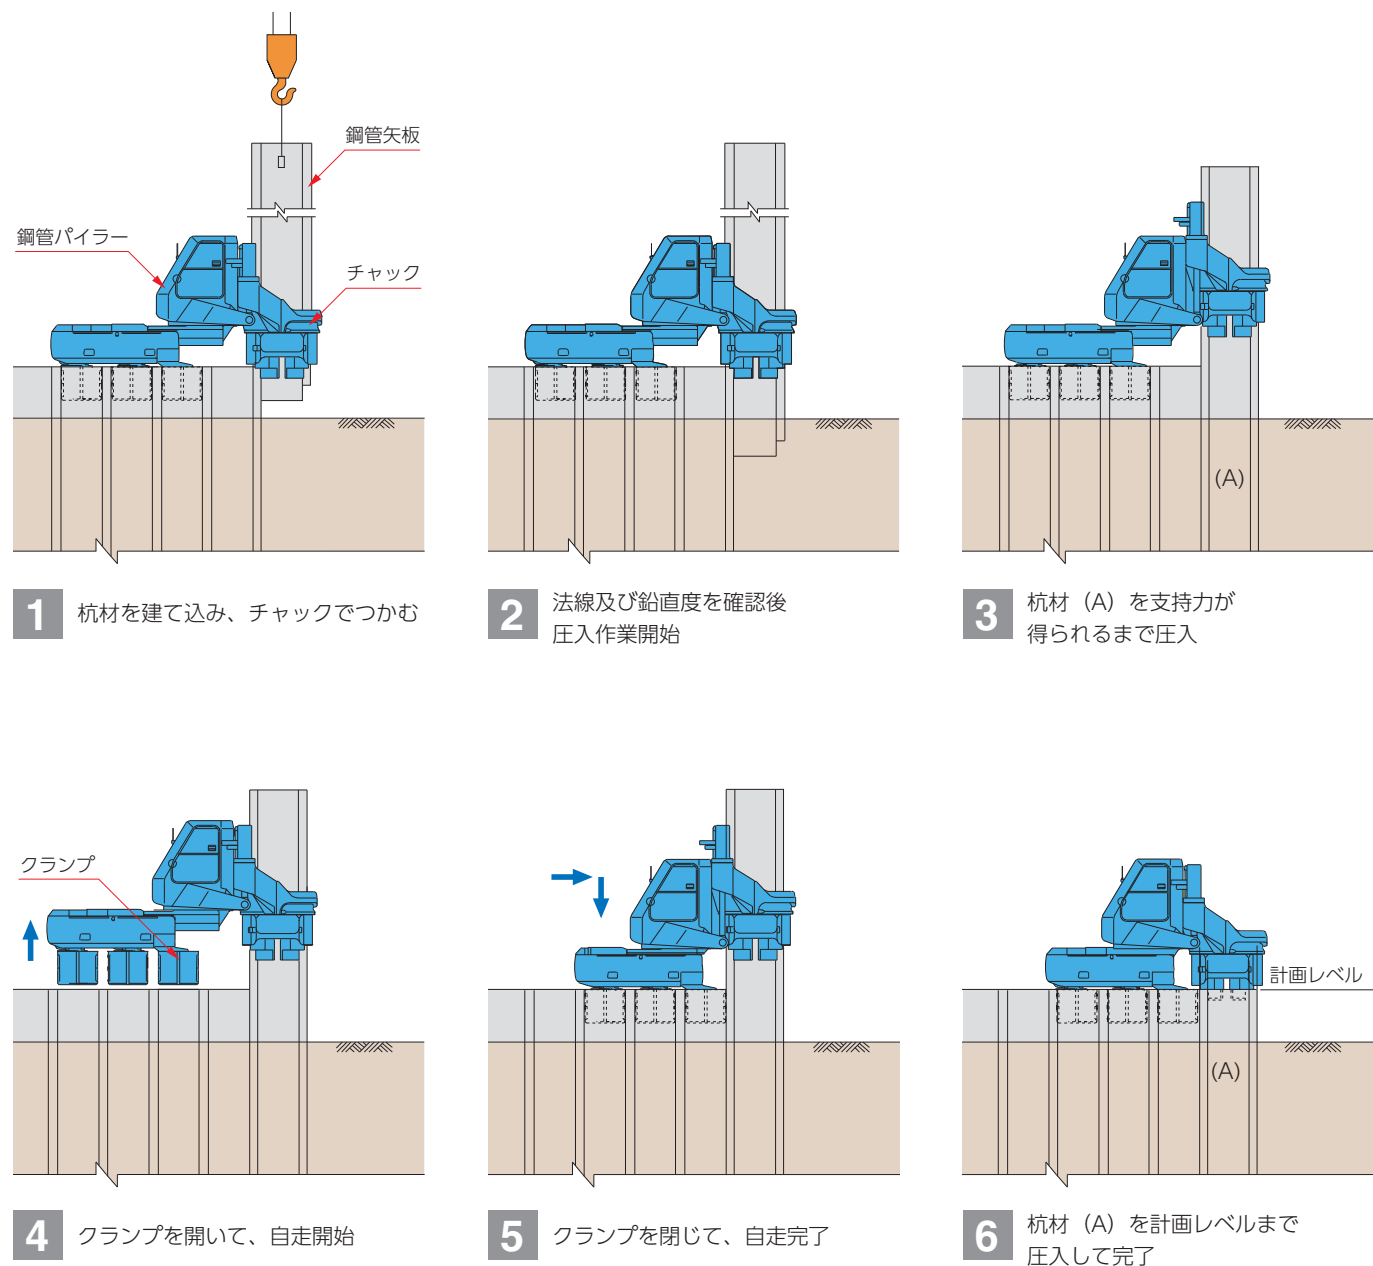 鋼管矢板
鋼管パイラー
チャック
1 杭材を建て込み、チャックでつかむ
2 法線及び鉛直度を確認後
圧入作業開始
(A)
3 杭材（A）を支持力が
得られるまで圧入
クランプ
4 クランプを開いて、自走開始
5 クランプを閉じて、自走完了
計画レベル
(A)
6 杭材（A）を計画レベルまで
圧入して完了